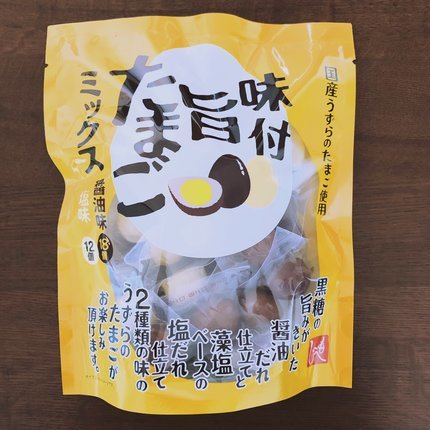 国産うずらのたまご使用
味付
旨
たまご
ミックス
醤油味
18個
塩味
12個
黒糖の
旨みがきいた
醤油だれ
仕立てと
藻塩
ベースの
塩だれ
仕立て
2種類の味の
うずらの
たまごが
お楽しみ
頂けます。